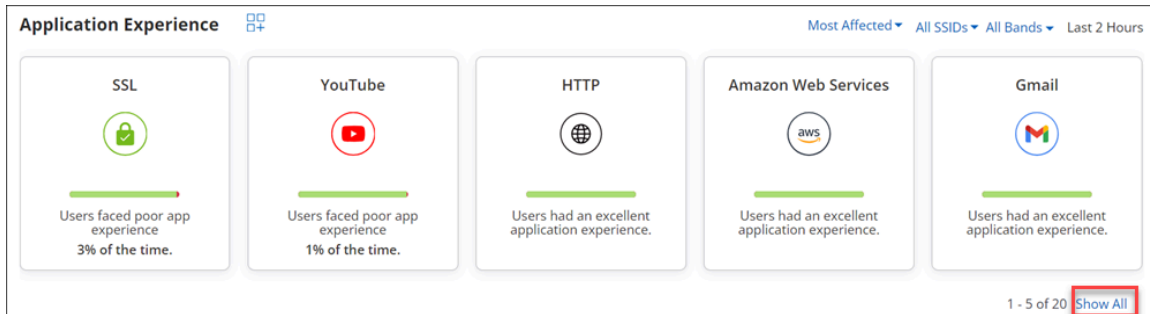 Application Experience
Most Affected All SSIDs All Bands Last 2 Hours
SSL
Users faced poor app
experience
3% of the time.
YouTube
Users faced poor app
experience
1% of the time.
HTTP
Users had an excellent
application experience.
Amazon Web Services
aws
Users had an excellent
application experience.
Gmail
Users had an excellent
application experience.
1 - 5 of 20 Show All